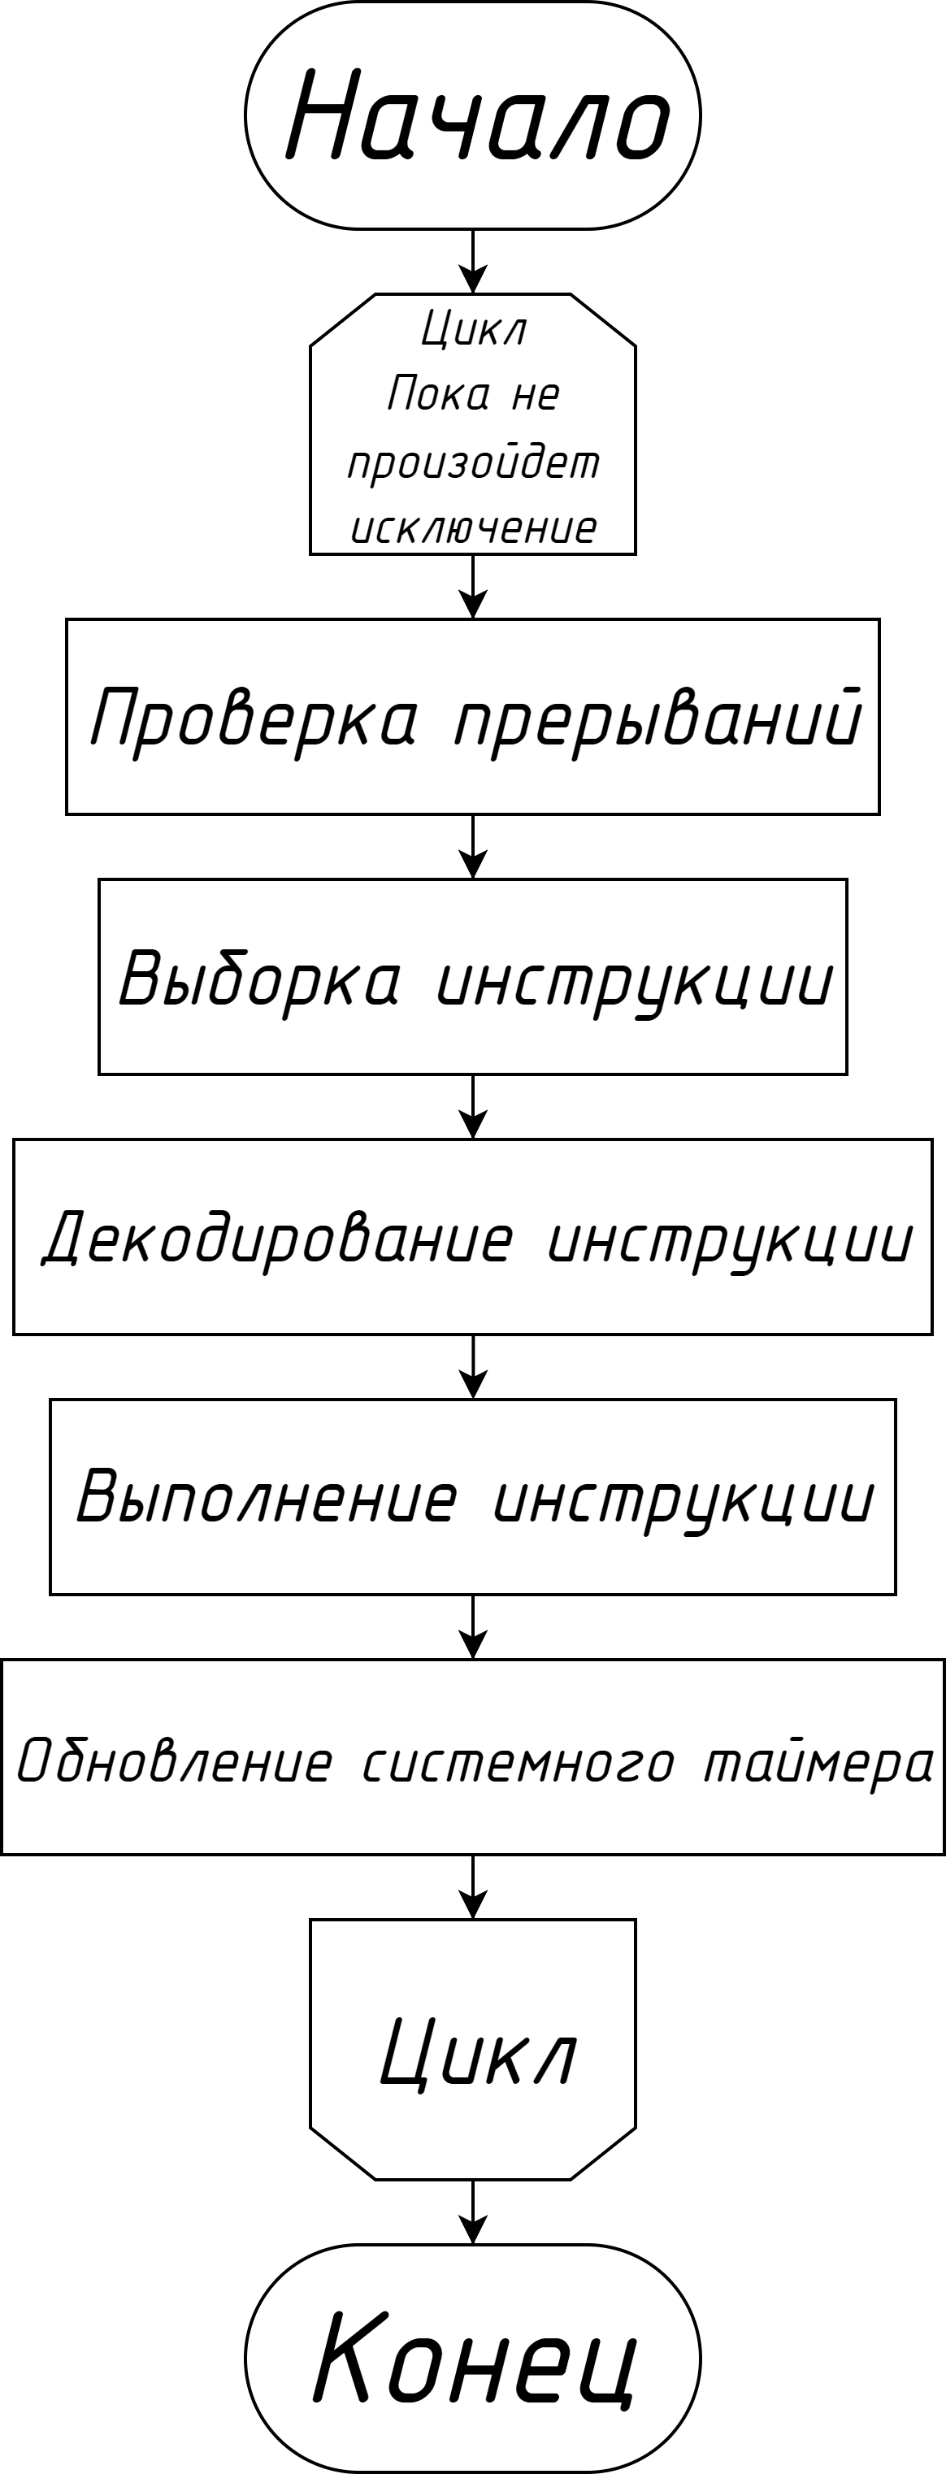 Начало
Цикл
Пока не
произойдет
исключение
Проверка прерываний
Выборка инструкции
Декодирование инструкции
Выполнение инструкции
Обновление системного таймера
Цикл
Конец